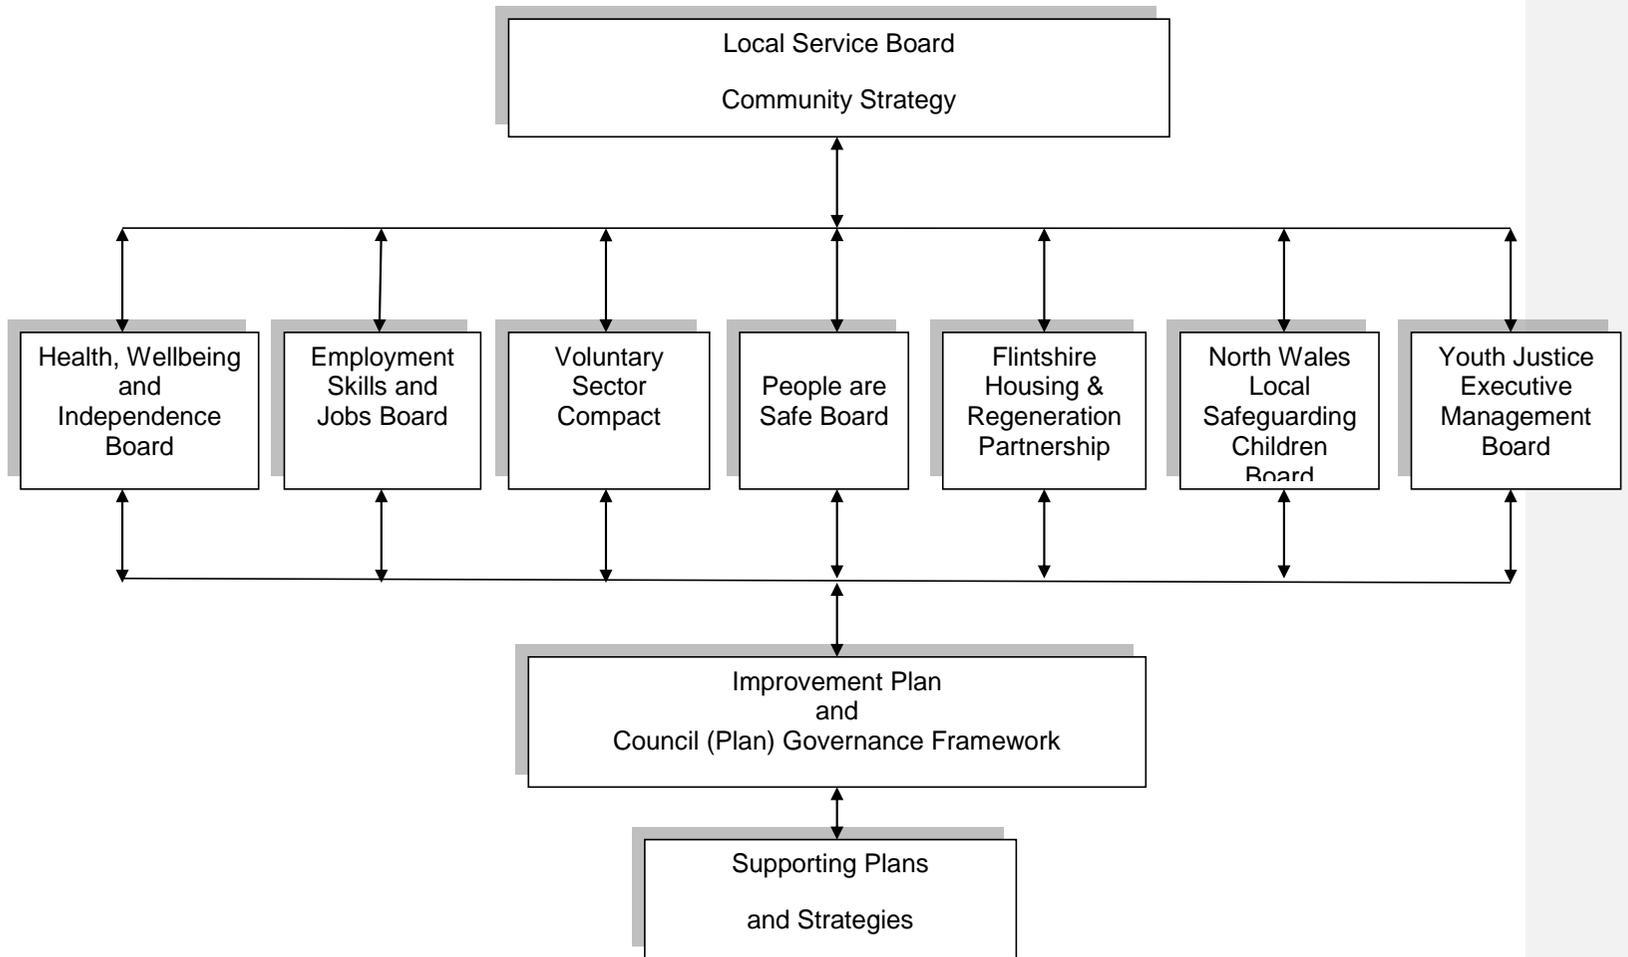 Local Service Board
Community Strategy
Health, Wellbeing
and
Independence
Board
Employment
Skills and
Jobs Board
Voluntary
Sector
Compact
People are
Safe Board
Flintshire
Housing &
Regeneration
Partnership
North Wales
Local
Safeguarding
Children
Board
Youth Justice
Executive
Management
Board
Improvement Plan
and
Council (Plan) Governance Framework
Supporting Plans
and Strategies